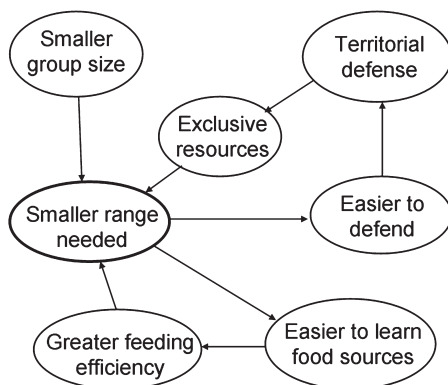 Smaller
group size
Territorial
defense
Exclusive
resources
Smaller range
needed
Easier to
defend
Greater feeding
efficiency
Easier to learn
food sources